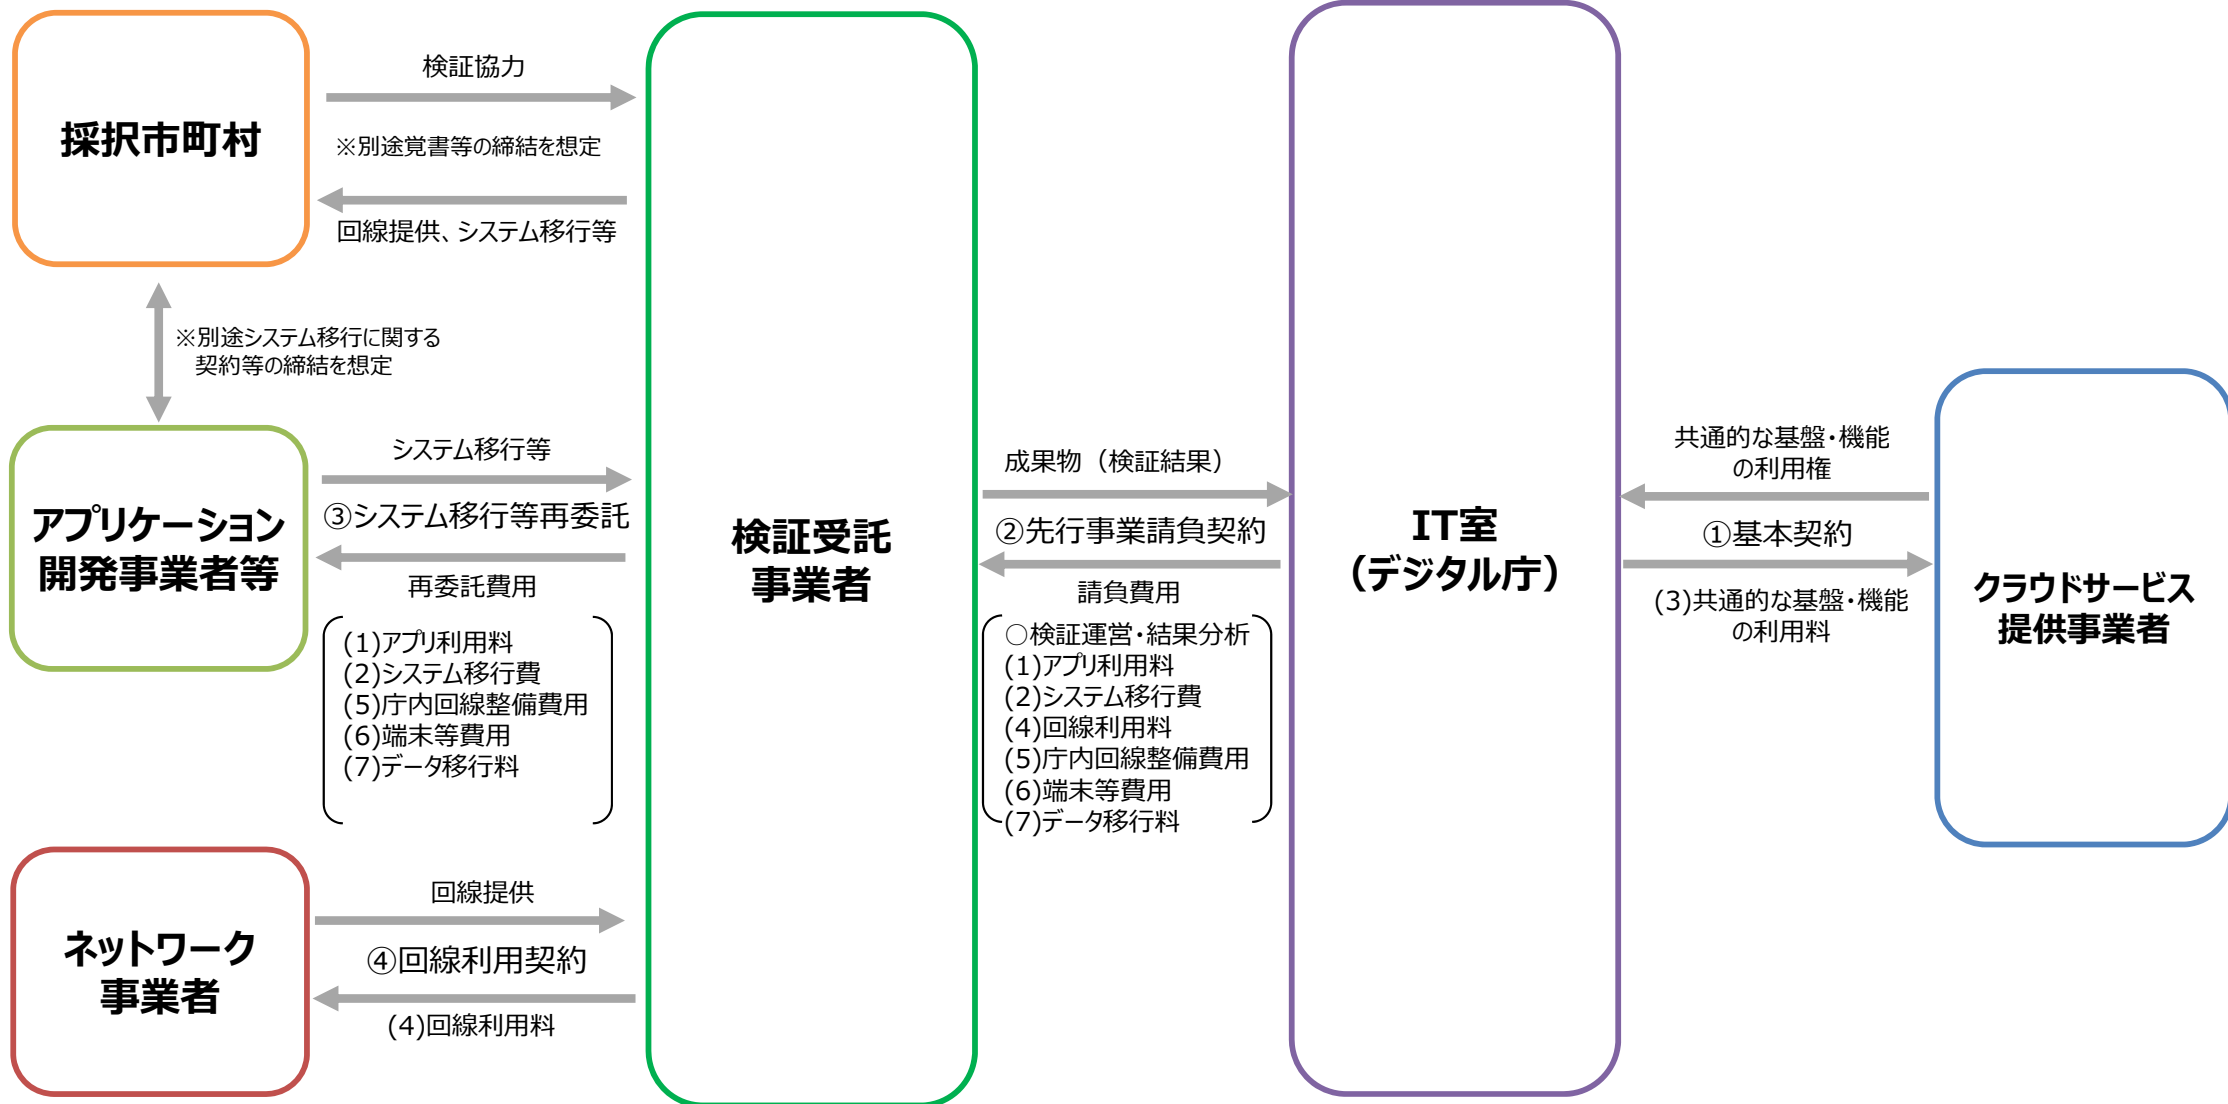 採択市町村
検証協力
※別途覚書等の締結を想定
回線提供、システム移行等
※別途システム移行に関する
契約等の締結を想定
アプリケーション
開発事業者等
システム移行等
③システム移行等再委託
再委託費用
(1)アプリ利用料
(2)システム移行費
(5)庁内回線整備費用
(6)端末等費用
(7)データ移行料
ネットワーク
事業者
回線提供
④回線利用契約
(4)回線利用料
検証受託
事業者
成果物（検証結果）
②先行事業請負契約
請負費用
○検証運営・結果分析
(1)アプリ利用料
(2)システム移行費
(4)回線利用料
(5)庁内回線整備費用
(6)端末等費用
(7)データ移行料
IT室
（デジタル庁）
共通的な基盤・機能
の利用権
①基本契約
(3)共通的な基盤・機能
の利用料
クラウドサービス
提供事業者